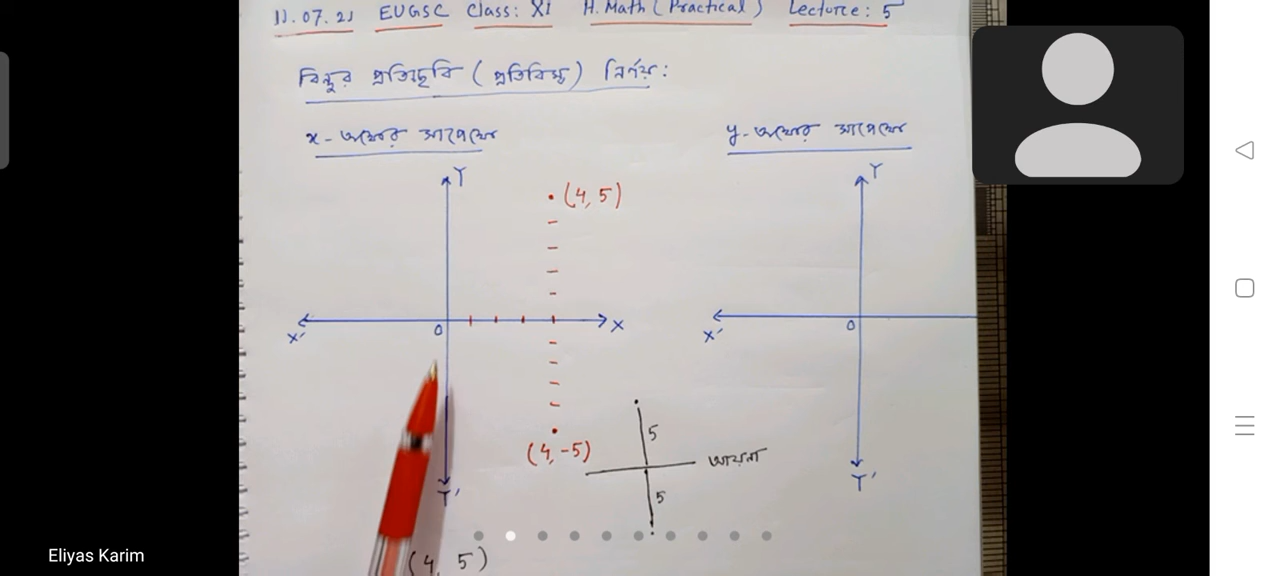 11.07.21 EUGSC Class: XI H. Math (Practical) Lecture: 5
বিন্দুর প্রতিচ্ছবি (প্রতিবিম্ব) নির্ণয়:
x-অক্ষের সাপেক্ষে y-অক্ষের সাপেক্ষে
Y Y
(4, 5)
X' O X X' O
(4, -5)
5
আয়না
5
Y' Y'
(4, 5)
Eliyas Karim